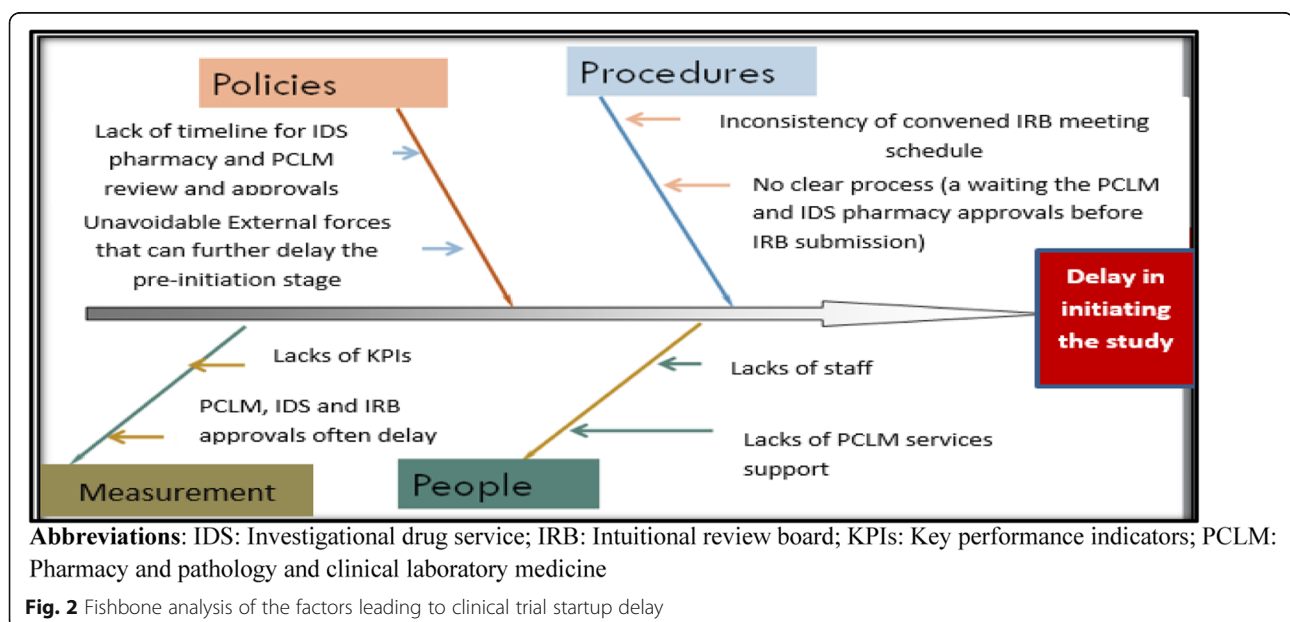 Policies
Lack of timeline for IDS
pharmacy and PCLM
review and approvals
Unavoidable External forces
that can further delay the
pre-initiation stage
Procedures
Inconsistency of convened IRB meeting
schedule
No clear process (a waiting the PCLM
and IDS pharmacy approvals before
IRB submission)
Delay in
initiating
the study
Lacks of KPIs
PCLM, IDS and IRB
approvals often delay
Measurement
Lacks of staff
Lacks of PCLM services
support
People
Abbreviations: IDS: Investigational drug service; IRB: Intuitional review board; KPIs: Key performance indicators; PCLM:
Pharmacy and pathology and clinical laboratory medicine
Fig. 2 Fishbone analysis of the factors leading to clinical trial startup delay